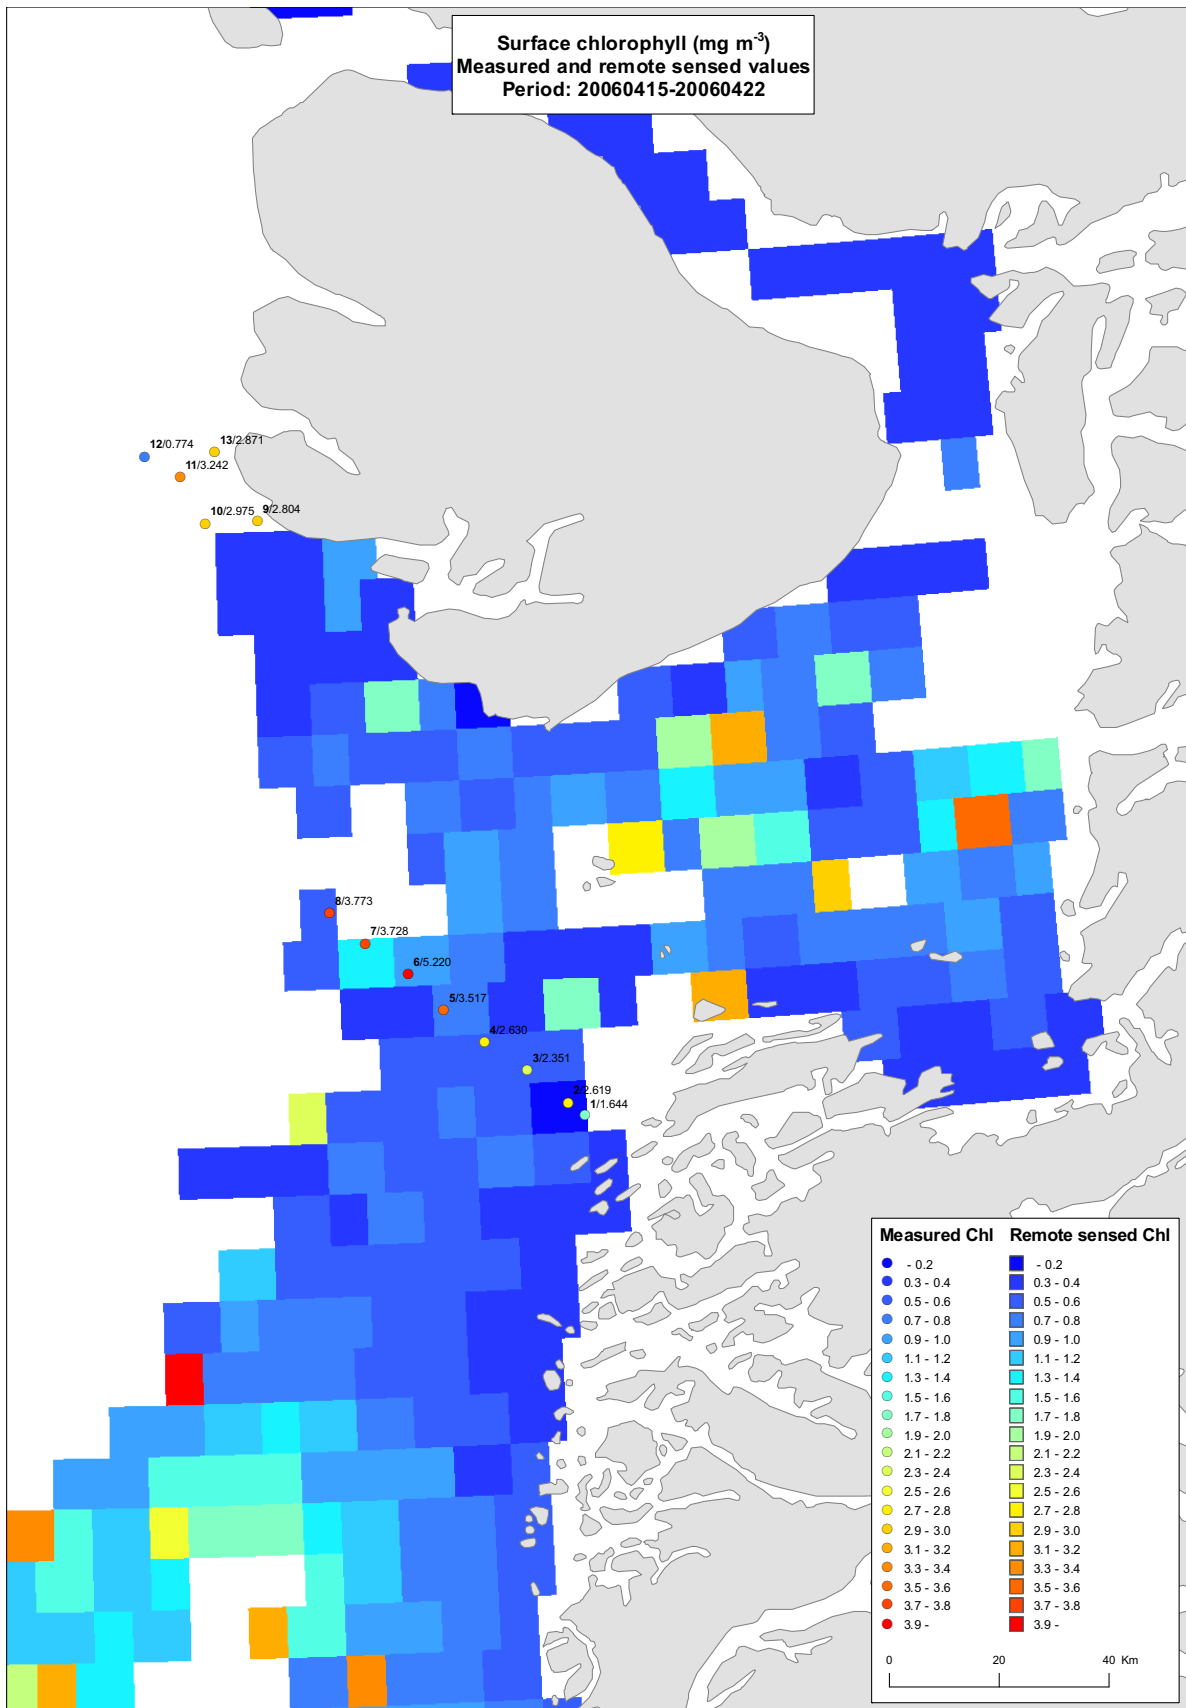 Surface chlorophyll (mg m-3)
Measured and remote sensed values
Period: 20060415-20060422
12/0.774
13/2.871
11/3.242
10/2.975
9/2.804
8/3.773
7/3.728
6/5.220
5/3.517
4/2.630
3/2.351
2/2.619
1/1.644
Measured Chl Remote sensed Chl
- 0.2 - 0.2
0.3 - 0.4 0.3 - 0.4
0.5 - 0.6 0.5 - 0.6
0.7 - 0.8 0.7 - 0.8
0.9 - 1.0 0.9 - 1.0
1.1 - 1.2 1.1 - 1.2
1.3 - 1.4 1.3 - 1.4
1.5 - 1.6 1.5 - 1.6
1.7 - 1.8 1.7 - 1.8
1.9 - 2.0 1.9 - 2.0
2.1 - 2.2 2.1 - 2.2
2.3 - 2.4 2.3 - 2.4
2.5 - 2.6 2.5 - 2.6
2.7 - 2.8 2.7 - 2.8
2.9 - 3.0 2.9 - 3.0
3.1 - 3.2 3.1 - 3.2
3.3 - 3.4 3.3 - 3.4
3.5 - 3.6 3.5 - 3.6
3.7 - 3.8 3.7 - 3.8
3.9 - 3.9 -
0 20 40 Km